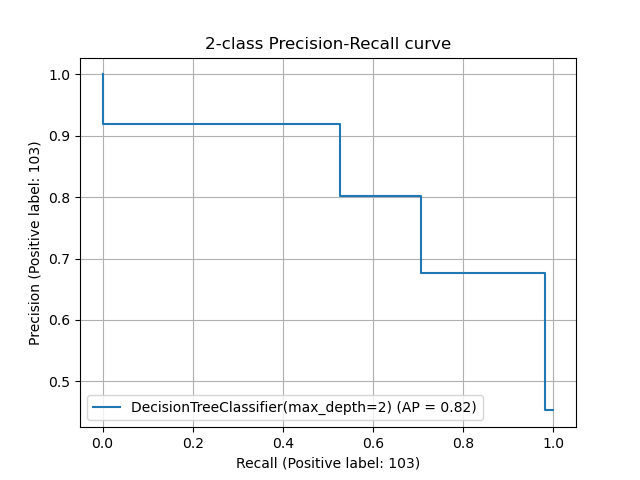 2-class Precision-Recall curve
1.0
0.9
0.8
0.7
0.6
0.5
Precision (Positive label: 103)
DecisionTreeClassifier(max_depth=2) (AP = 0.82)
0.0 0.2 0.4 0.6 0.8 1.0
Recall (Positive label: 103)